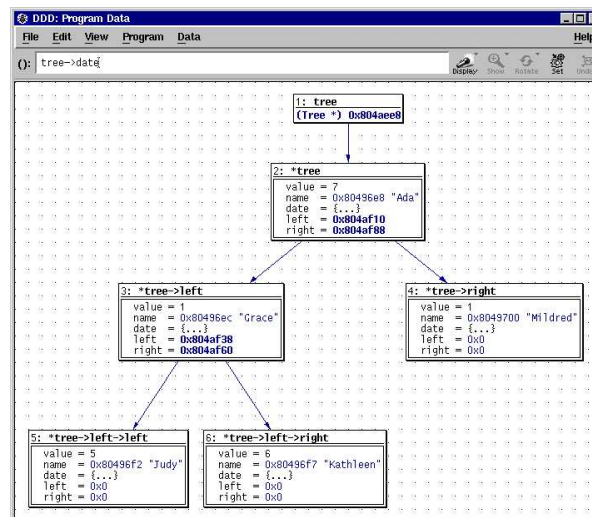 DDD: Program Data
File Edit View Program Data Help
(): tree->date
Display Show Rotate Set Undo
1: tree
(Tree *) 0x804aee8
2: *tree
value = 7
name = 0x80496e8 "Ada"
date = {...}
left = 0x804af10
right = 0x804af88
3: *tree->left
value = 1
name = 0x80496ec "Grace"
date = {...}
left = 0x804af38
right = 0x804af60
4: *tree->right
value = 1
name = 0x8049700 "Mildred"
date = {...}
left = 0x0
right = 0x0
5: *tree->left->left
value = 5
name = 0x80496f2 "Judy"
date = {...}
left = 0x0
right = 0x0
6: *tree->left->right
value = 6
name = 0x80496f7 "Kathleen"
date = {...}
left = 0x0
right = 0x0